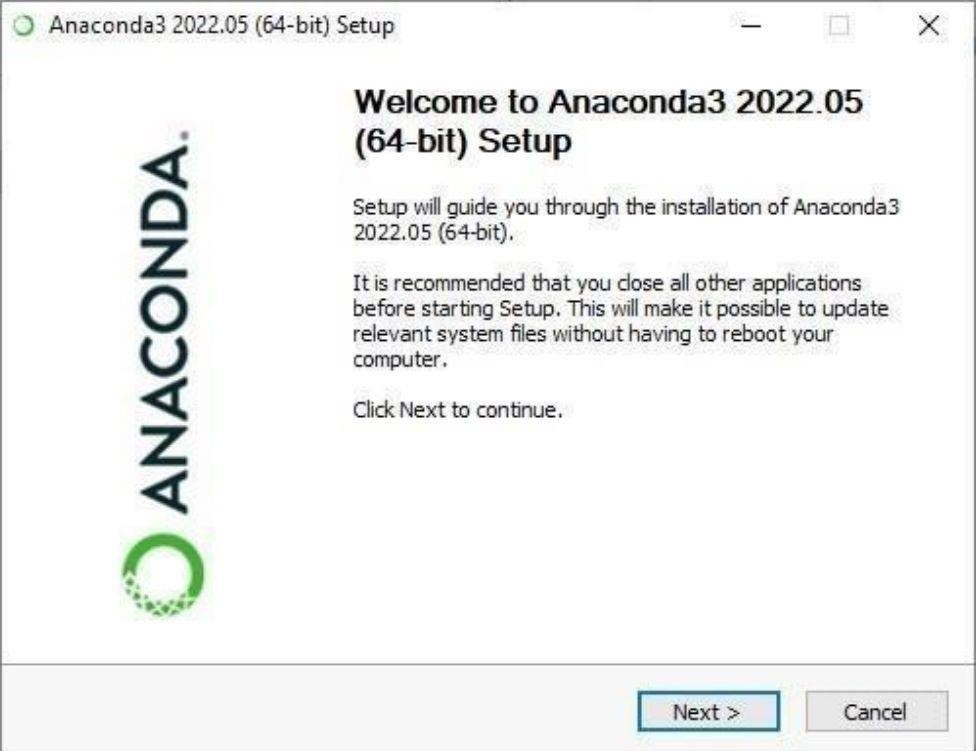 Anaconda3 2022.05 (64-bit) Setup
ANACONDA.
Welcome to Anaconda3 2022.05
(64-bit) Setup
Setup will guide you through the installation of Anaconda3
2022.05 (64-bit).
It is recommended that you close all other applications
before starting Setup. This will make it possible to update
relevant system files without having to reboot your
computer.
Click Next to continue.
Next >
Cancel